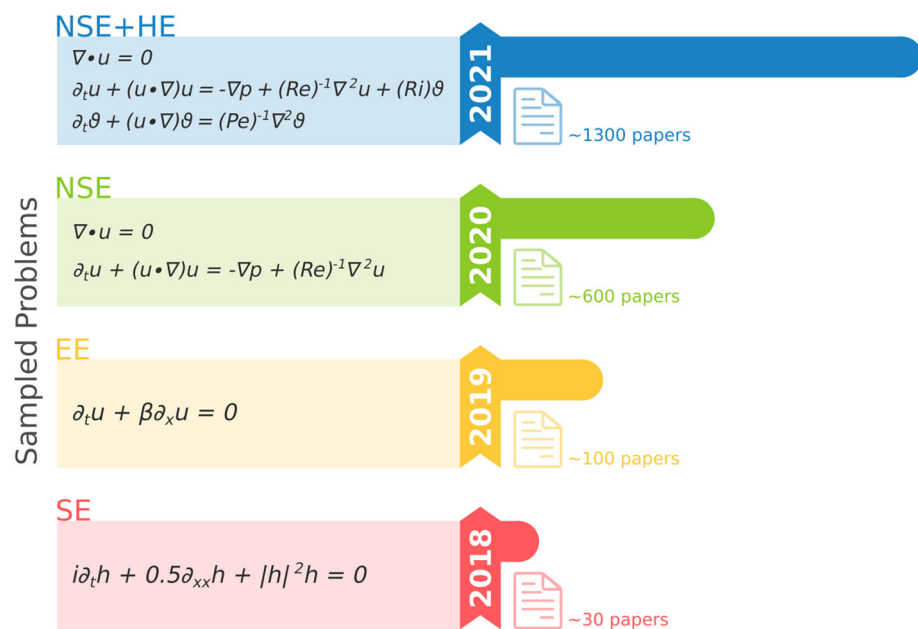 NSE+HE
∇•u = 0
∂ₜu + (u•∇)u = -∇p + (Re)⁻¹∇²u + (Ri)ϑ
∂ₜϑ + (u•∇)ϑ = (Pe)⁻¹∇²ϑ
2021
~1300 papers
Sampled Problems
NSE
∇•u = 0
∂ₜu + (u•∇)u = -∇p + (Re)⁻¹∇²u
2020
~600 papers
EE
∂ₜu + β∂ₓu = 0
2019
~100 papers
SE
i∂ₜh + 0.5∂ₓₓh + |h|²h = 0
2018
~30 papers